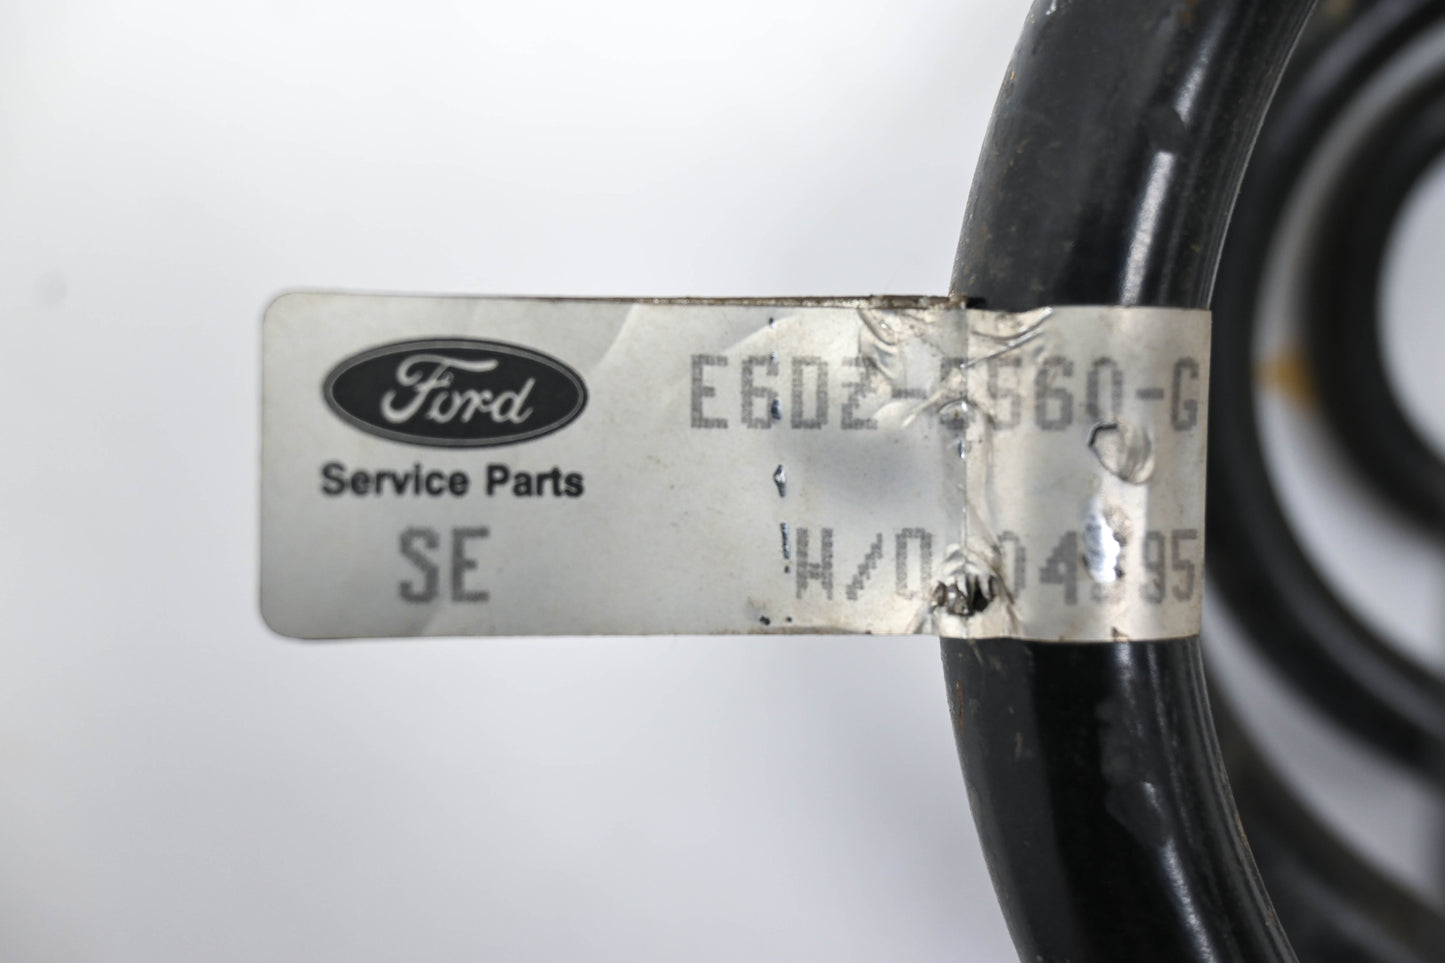 Ford
E6DZ-5560-G
Service Parts
SE